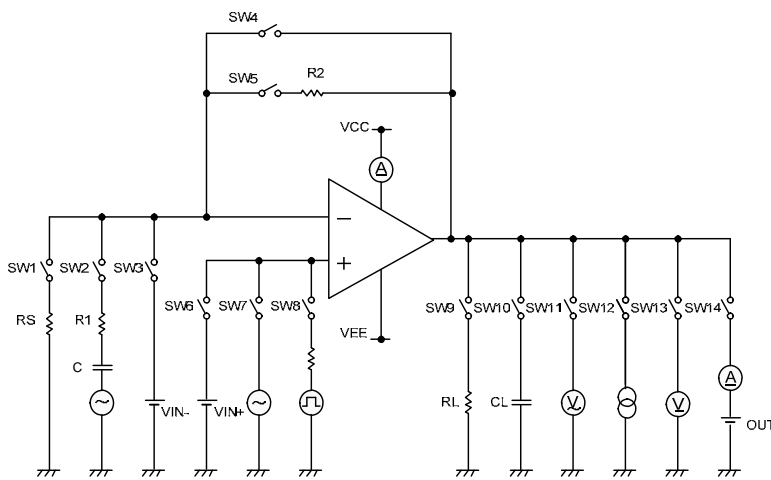 SW4
SW5
R2
VCC
A
SW1
SW2
SW3
SW6
SW7
SW8
SW9
SW10
SW11
SW12
SW13
SW14
RS
R1
C
VEE
VIN-
VIN+
RL
CL
V
V
A
OUT